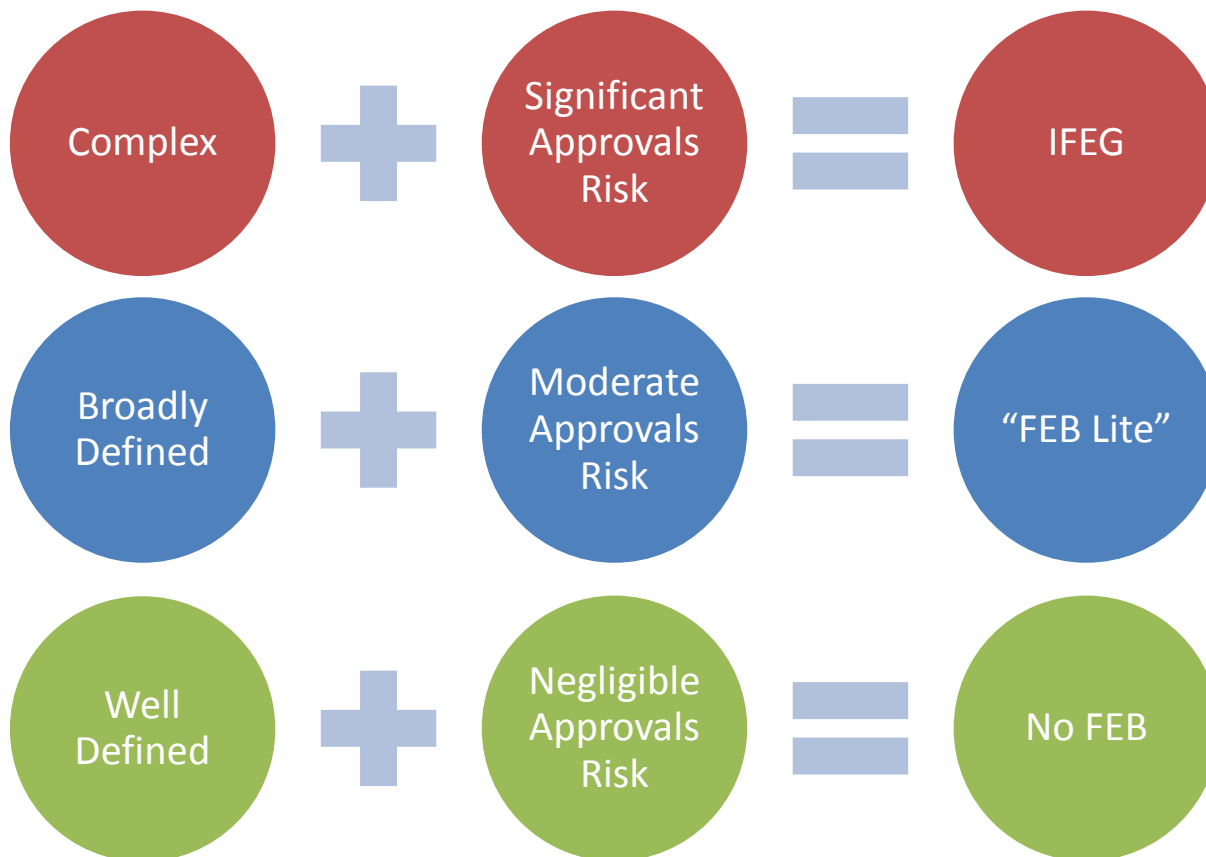 Complex
Significant
Approvals
Risk
IFEG
Broadly
Defined
Moderate
Approvals
Risk
“FEB Lite”
Well
Defined
Negligible
Approvals
Risk
No FEB